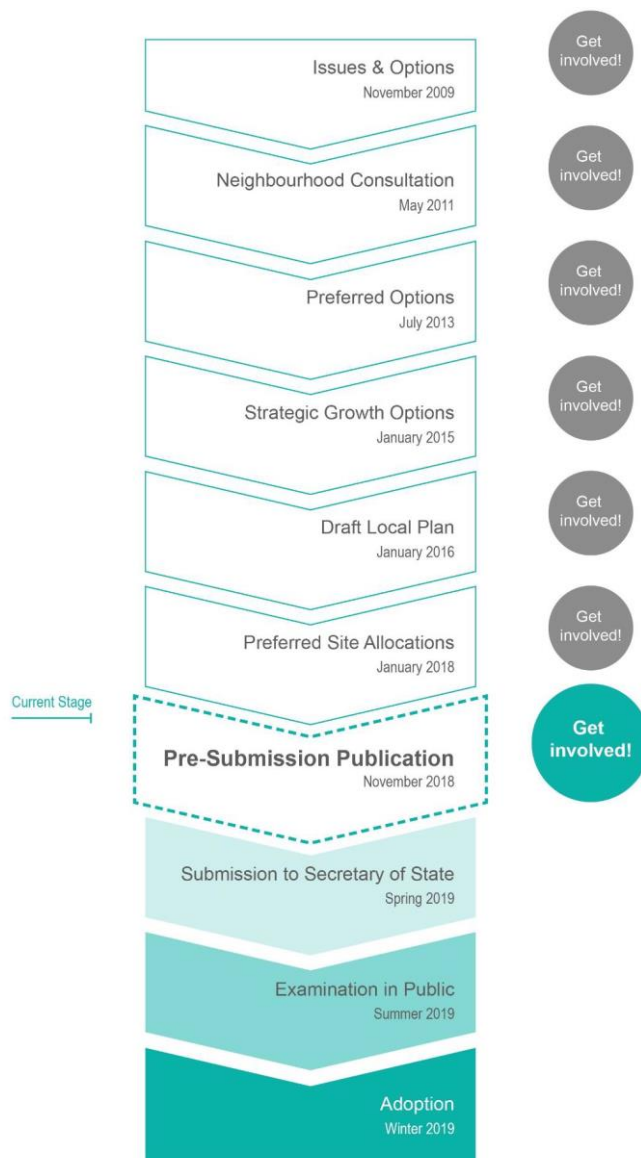 Issues & Options
November 2009
Get
involved!
Neighbourhood Consultation
May 2011
Get
involved!
Preferred Options
July 2013
Get
involved!
Strategic Growth Options
January 2015
Get
involved!
Draft Local Plan
January 2016
Get
involved!
Preferred Site Allocations
January 2018
Get
involved!
Current Stage
Pre-Submission Publication
November 2018
Get
involved!
Submission to Secretary of State
Spring 2019
Examination in Public
Summer 2019
Adoption
Winter 2019